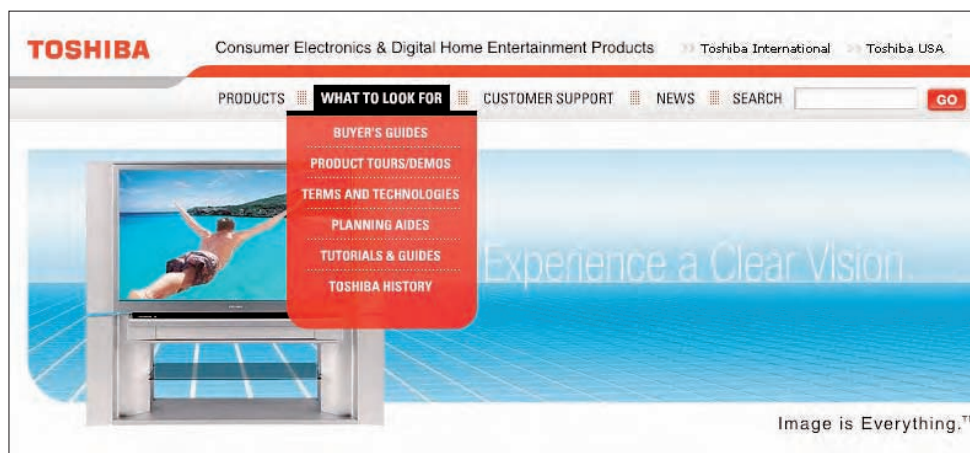 TOSHIBA
Consumer Electronics & Digital Home Entertainment Products
Toshiba International
Toshiba USA
PRODUCTS
WHAT TO LOOK FOR
CUSTOMER SUPPORT
NEWS
SEARCH
GO
BUYER'S GUIDES
PRODUCT TOURS/DEMOS
TERMS AND TECHNOLOGIES
PLANNING AIDES
TUTORIALS & GUIDES
TOSHIBA HISTORY
Experience a Clear Vision.
Image is Everything.™